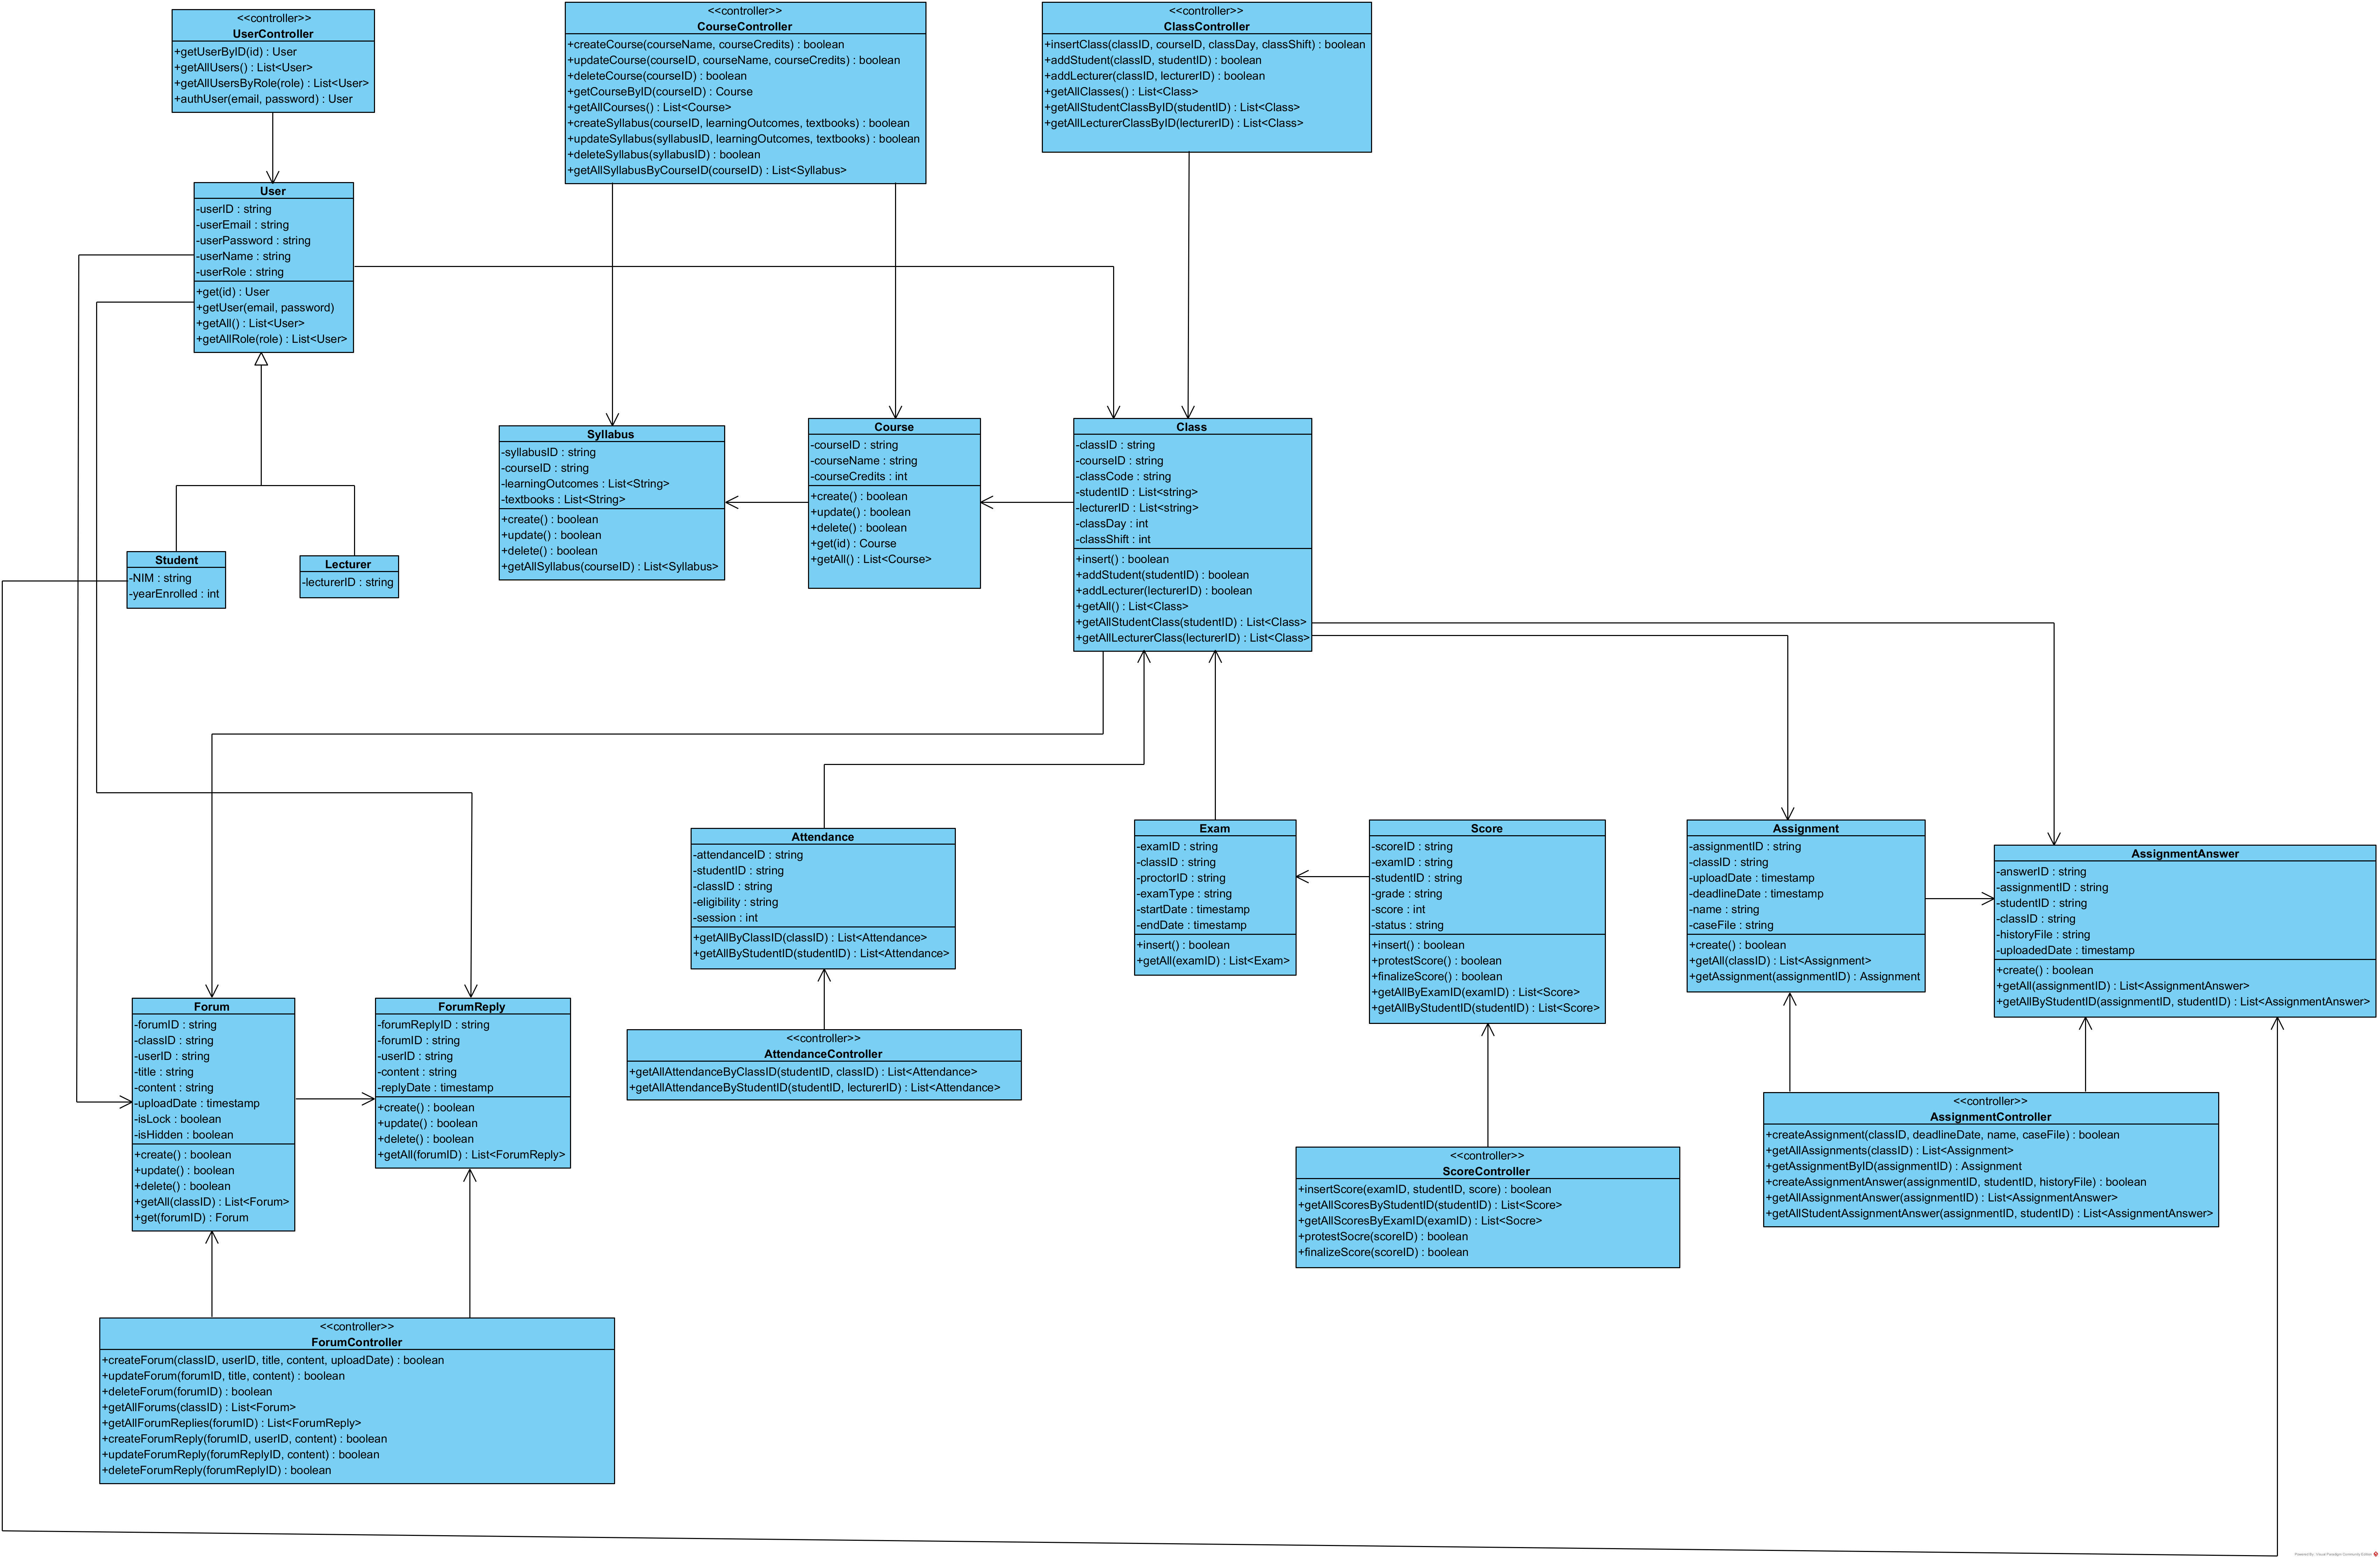 <<controller>>
UserController
+getUserByID(id) : User
+getAllUsers() : List<User>
+getAllUsersByRole(role) : List<User>
+authUser(email, password) : User
<<controller>>
CourseController
+createCourse(courseName, courseCredits) : boolean
+updateCourse(courseID, courseName, courseCredits) : boolean
+deleteCourse(courseID) : boolean
+getCourseByID(courseID) : Course
+getAllCourses() : List<Course>
+createSyllabus(courseID, learningOutcomes, textbooks) : boolean
+updateSyllabus(syllabusID, learningOutcomes, textbooks) : boolean
+deleteSyllabus(syllabusID) : boolean
+getAllSyllabusByCourseID(courseID) : List<Syllabus>
<<controller>>
ClassController
+insertClass(classID, courseID, classDay, classShift) : boolean
+addStudent(classID, studentID) : boolean
+addLecturer(classID, lecturerID) : boolean
+getAllClasses() : List<Class>
+getAllStudentClassByID(studentID) : List<Class>
+getAllLecturerClassByID(lecturerID) : List<Class>
User
-userID : string
-userEmail : string
-userPassword : string
-userName : string
-userRole : string
+get(id) : User
+getUser(email, password)
+getAll() : List<User>
+getAllRole(role) : List<User>
Student
-NIM : string
-yearEnrolled : int
Lecturer
-lecturerID : string
Syllabus
-syllabusID : string
-courseID : string
-learningOutcomes : List<String>
-textbooks : List<String>
+create() : boolean
+update() : boolean
+delete() : boolean
+getAllSyllabus(courseID) : List<Syllabus>
Course
-courseID : string
-courseName : string
-courseCredits : int
+create() : boolean
+update() : boolean
+delete() : boolean
+get(id) : Course
+getAll() : List<Course>
Class
-classID : string
-courseID : string
-classCode : string
-studentID : List<string>
-lecturerID : List<string>
-classDay : int
-classShift : int
+insert() : boolean
+addStudent(studentID) : boolean
+addLecturer(lecturerID) : boolean
+getAll() : List<Class>
+getAllStudentClass(studentID) : List<Class>
+getAllLecturerClass(lecturerID) : List<Class>
Attendance
-attendanceID : string
-studentID : string
-classID : string
-eligibility : string
-session : int
+getAllByClassID(classID) : List<Attendance>
+getAllByStudentID(studentID) : List<Attendance>
Exam
-examID : string
-classID : string
-proctorID : string
-examType : string
-startDate : timestamp
-endDate : timestamp
+insert() : boolean
+getAll(examID) : List<Exam>
Score
-scoreID : string
-examID : string
-studentID : string
-grade : string
-score : int
-status : string
+insert() : boolean
+protestScore() : boolean
+finalizeScore() : boolean
+getAllByExamID(examID) : List<Score>
+getAllByStudentID(studentID) : List<Score>
Assignment
-assignmentID : string
-classID : string
-uploadDate : timestamp
-deadlineDate : timestamp
-name : string
-caseFile : string
+create() : boolean
+getAll(classID) : List<Assignment>
+getAssignment(assignmentID) : Assignment
AssignmentAnswer
-answerID : string
-assignmentID : string
-studentID : string
-classID : string
-historyFile : string
-uploadedDate : timestamp
+create() : boolean
+getAll(assignmentID) : List<AssignmentAnswer>
+getAllByStudentID(assignmentID, studentID) : List<AssignmentAnswer>
Forum
-forumID : string
-classID : string
-userID : string
-title : string
-content : string
-uploadDate : timestamp
-isLock : boolean
-isHidden : boolean
+create() : boolean
+update() : boolean
+delete() : boolean
+getAll(classID) : List<Forum>
+get(forumID) : Forum
ForumReply
-forumReplyID : string
-forumID : string
-userID : string
-content : string
-replyDate : timestamp
+create() : boolean
+update() : boolean
+delete() : boolean
+getAll(forumID) : List<ForumReply>
<<controller>>
AttendanceController
+getAllAttendanceByClassID(studentID, classID) : List<Attendance>
+getAllAttendanceByStudentID(studentID, lecturerID) : List<Attendance>
<<controller>>
ScoreController
+insertScore(examID, studentID, score) : boolean
+getAllScoresByStudentID(studentID) : List<Score>
+getAllScoresByExamID(examID) : List<Socre>
+protestSocre(scoreID) : boolean
+finalizeScore(scoreID) : boolean
<<controller>>
AssignmentController
+createAssignment(classID, deadlineDate, name, caseFile) : boolean
+getAllAssignments(classID) : List<Assignment>
+getAssignmentByID(assignmentID) : Assignment
+createAssignmentAnswer(assignmentID, studentID, historyFile) : boolean
+getAllAssignmentAnswer(assignmentID) : List<AssignmentAnswer>
+getAllStudentAssignmentAnswer(assignmentID, studentID) : List<AssignmentAnswer>
<<controller>>
ForumController
+createForum(classID, userID, title, content, uploadDate) : boolean
+updateForum(forumID, title, content) : boolean
+deleteForum(forumID) : boolean
+getAllForums(classID) : List<Forum>
+getAllForumReplies(forumID) : List<ForumReply>
+createForumReply(forumID, userID, content) : boolean
+updateForumReply(forumReplyID, content) : boolean
+deleteForumReply(forumReplyID) : boolean
Powered By Visual Paradigm Community Edition